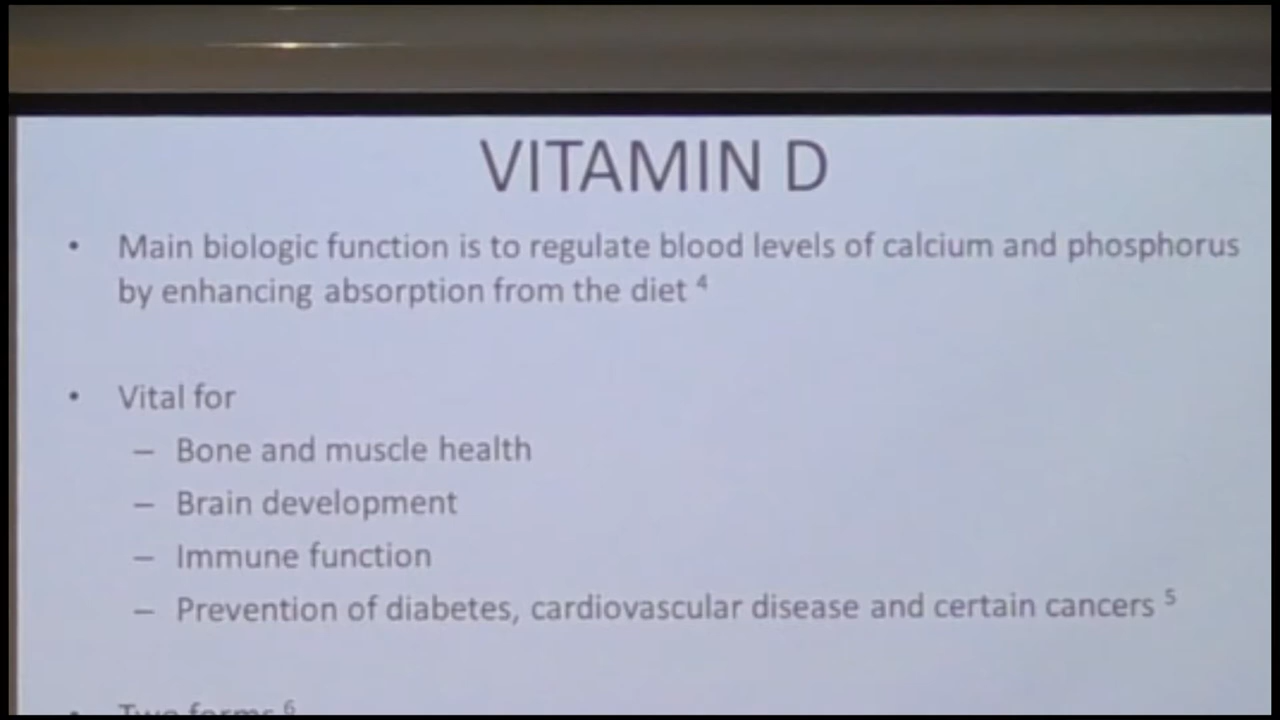 VITAMIN D
• Main biologic function is to regulate blood levels of calcium and phosphorus
by enhancing absorption from the diet 4
• Vital for
– Bone and muscle health
– Brain development
– Immune function
– Prevention of diabetes, cardiovascular disease and certain cancers 5
• Two forms 6